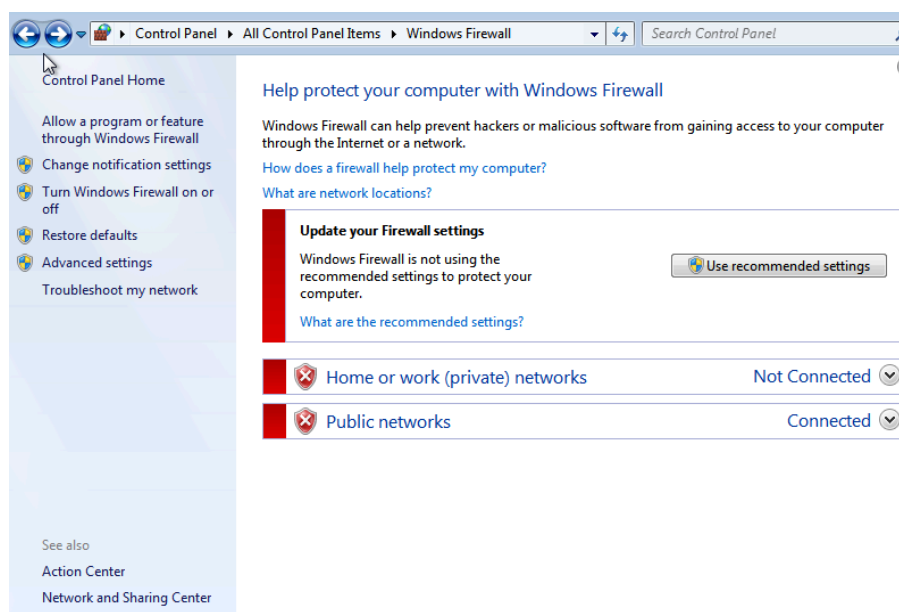 Control Panel All Control Panel Items Windows Firewall Search Control Panel
Control Panel Home
Allow a program or feature
through Windows Firewall
Change notification settings
Turn Windows Firewall on or
off
Restore defaults
Advanced settings
Troubleshoot my network
See also
Action Center
Network and Sharing Center
Help protect your computer with Windows Firewall
Windows Firewall can help prevent hackers or malicious software from gaining access to your computer
through the Internet or a network.
How does a firewall help protect my computer?
What are network locations?
Update your Firewall settings
Windows Firewall is not using the
recommended settings to protect your
computer.
What are the recommended settings?
Use recommended settings
Home or work (private) networks Not Connected
Public networks Connected